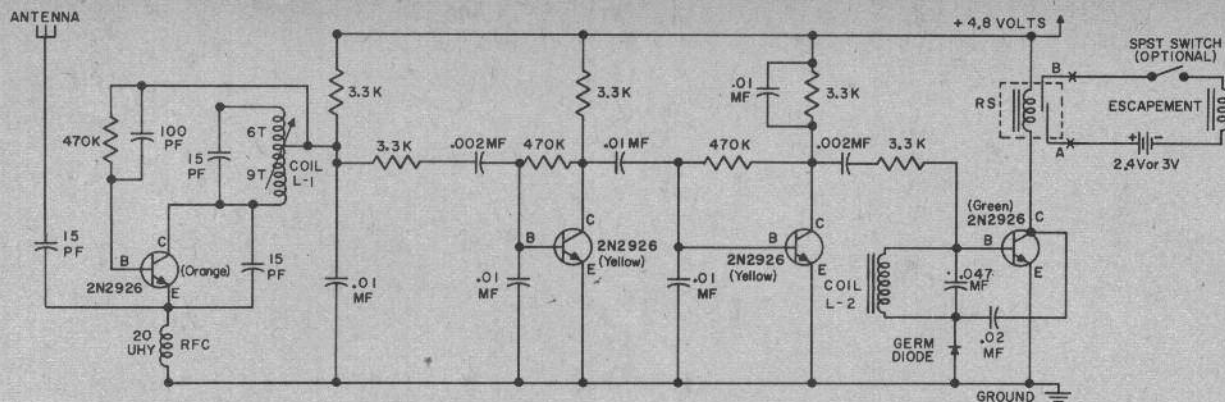 ANTENNA
+ 4.8 VOLTS
SPST SWITCH
(OPTIONAL)
B
RS
ESCAPEMENT
A
+ -
2.4V or 3V
470K
100
PF
15
PF
6T
9T
COIL
L-1
3.3K
3.3K
.002MF
470K
3.3K
.01MF
.01
MF
470K
3.3K
.002MF
3.3K
15
PF
B
C
E
(Orange)
2N2926
15
PF
20
UHY
RFC
.01
MF
B
C
E
2N2926
(Yellow)
.01
MF
.01
MF
B
C
E
2N2926
(Yellow)
COIL
L-2
(Green)
2N2926
B
C
E
.047
MF
.02
MF
GERM
DIODE
GROUND